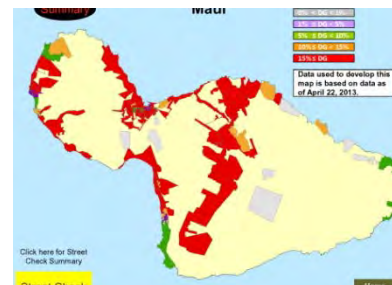 Summary
Maui
0% < DG < 1%
1% ≤ DG < 5%
5% ≤ DG < 10%
10% ≤ DG < 15%
15% ≤ DG
Data used to develop this
map is based on data as
of April 22, 2013.
Click here for Street
Check Summary